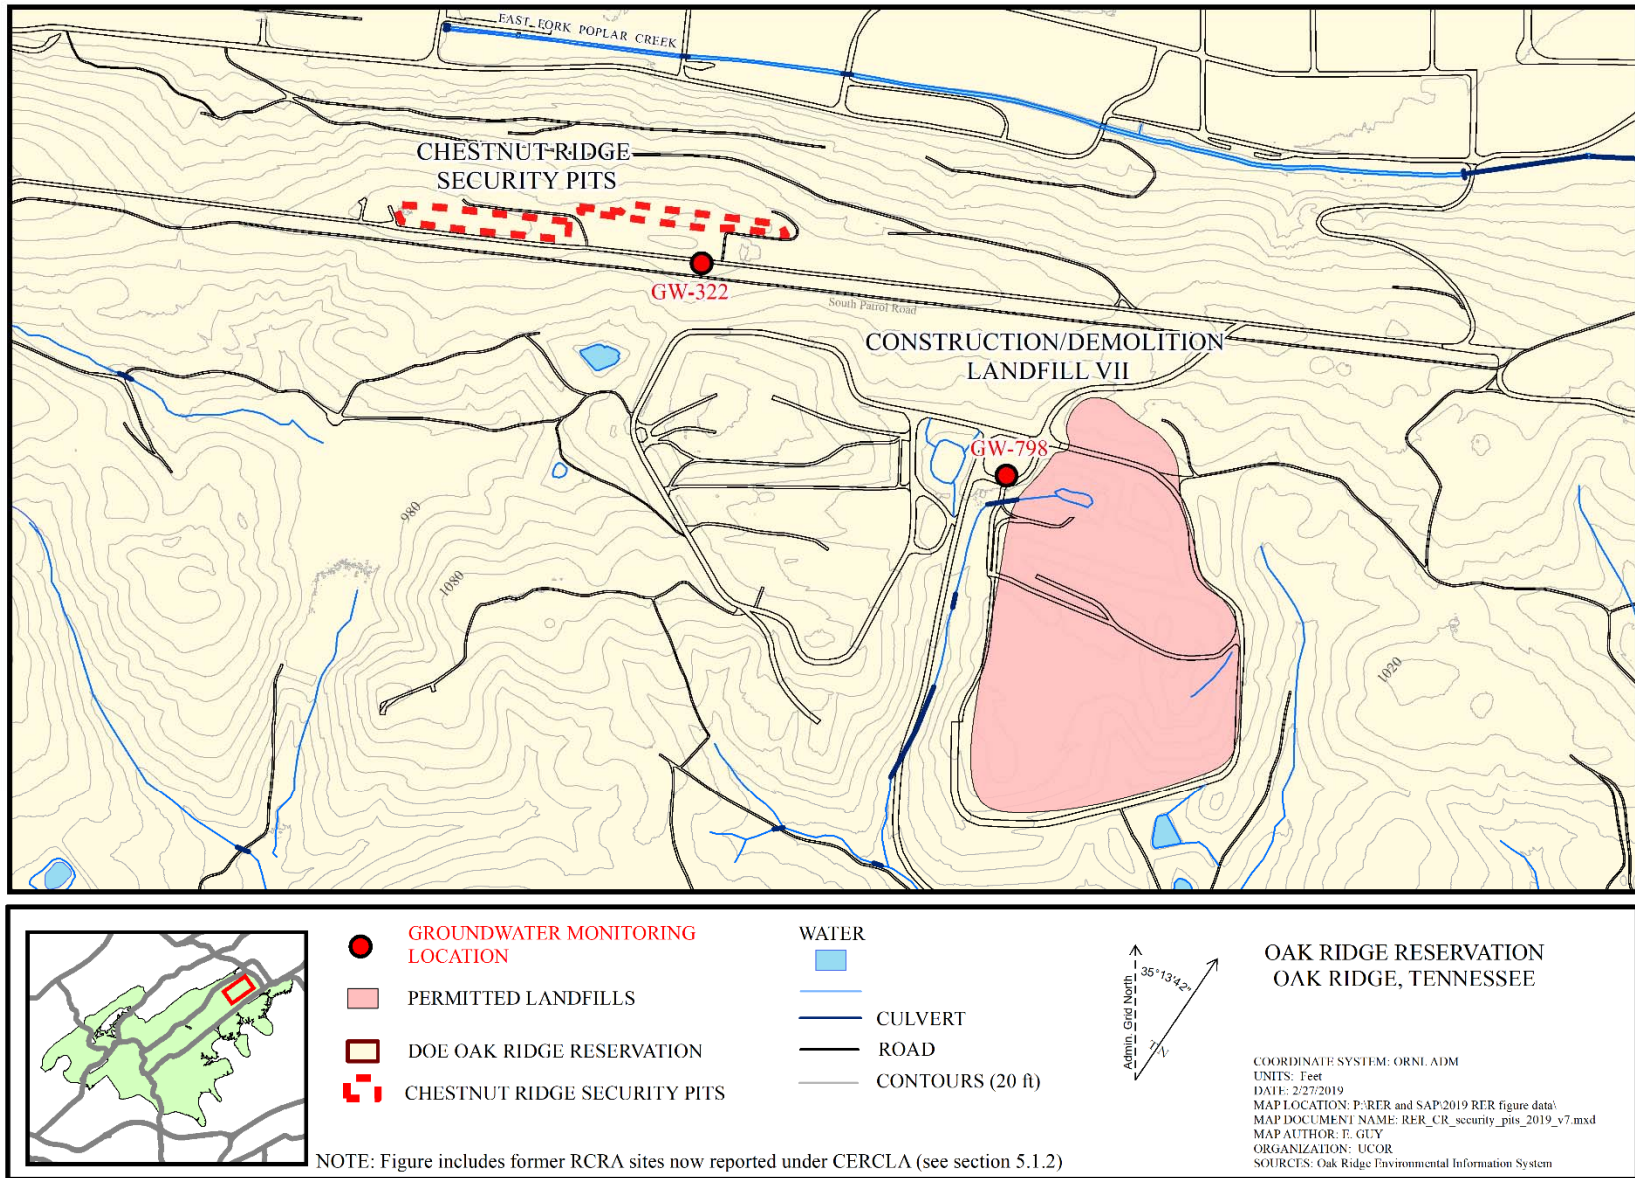 EAST FORK POPLAR CREEK
CHESTNUT RIDGE
SECURITY PITS
GW-322
South Patrol Road
CONSTRUCTION/DEMOLITION
LANDFILL VII
GW-798
980
1080
1020
GROUNDWATER MONITORING
LOCATION
PERMITTED LANDFILLS
DOE OAK RIDGE RESERVATION
CHESTNUT RIDGE SECURITY PITS
WATER
CULVERT
ROAD
CONTOURS (20 ft)
Admin. Grid North
35°13'42"
TN
OAK RIDGE RESERVATION
OAK RIDGE, TENNESSEE
COORDINATE SYSTEM: ORNL ADM
UNITS: Feet
DATE: 2/27/2019
MAP LOCATION: P:\RER and SAP\2019 RER figure data\
MAP DOCUMENT NAME: RER_CR_security_pits_2019_v7.mxd
MAP AUTHOR: E. GUY
ORGANIZATION: UCOR
SOURCES: Oak Ridge Environmental Information System
NOTE: Figure includes former RCRA sites now reported under CERCLA (see section 5.1.2)